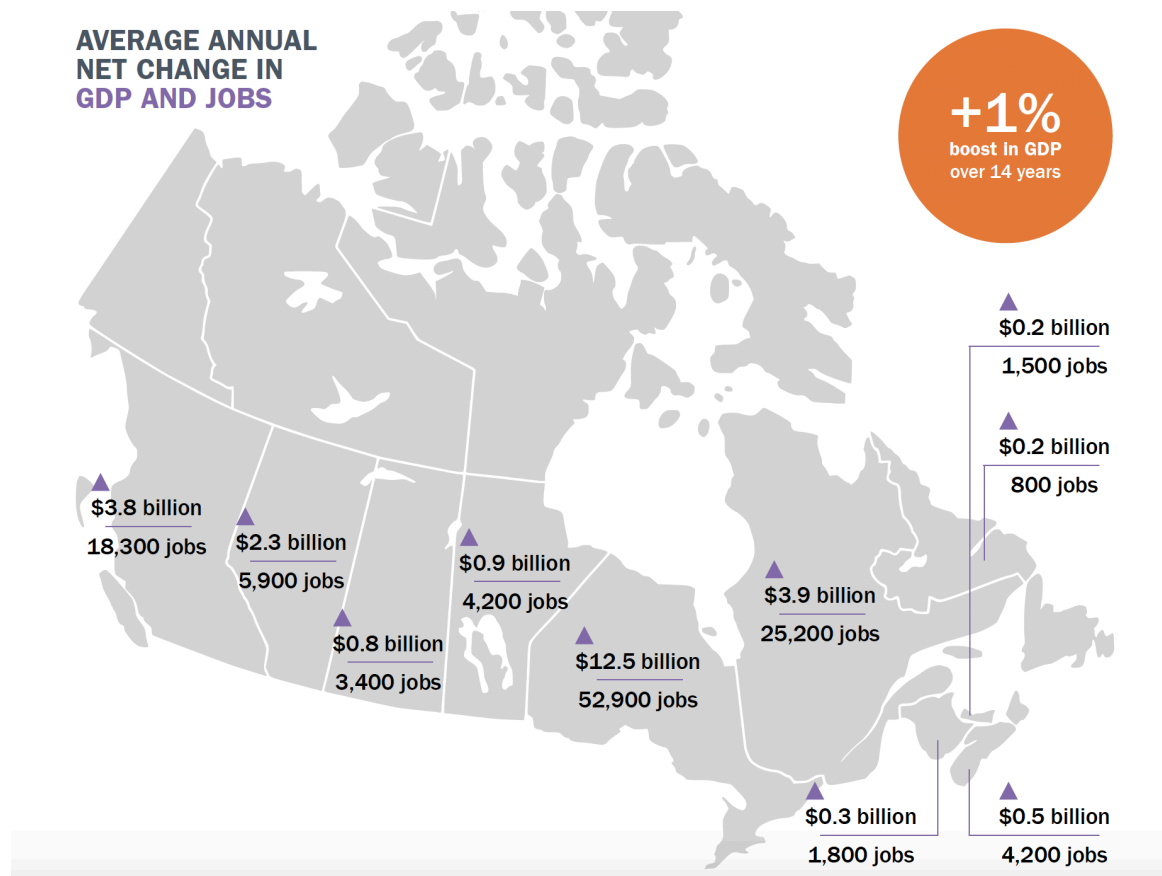 AVERAGE ANNUAL
NET CHANGE IN
GDP AND JOBS
+1%
boost in GDP
over 14 years
$0.2 billion
1,500 jobs
$0.2 billion
800 jobs
$3.8 billion
18,300 jobs
$2.3 billion
5,900 jobs
$0.8 billion
3,400 jobs
$0.9 billion
4,200 jobs
$12.5 billion
52,900 jobs
$3.9 billion
25,200 jobs
$0.3 billion
1,800 jobs
$0.5 billion
4,200 jobs